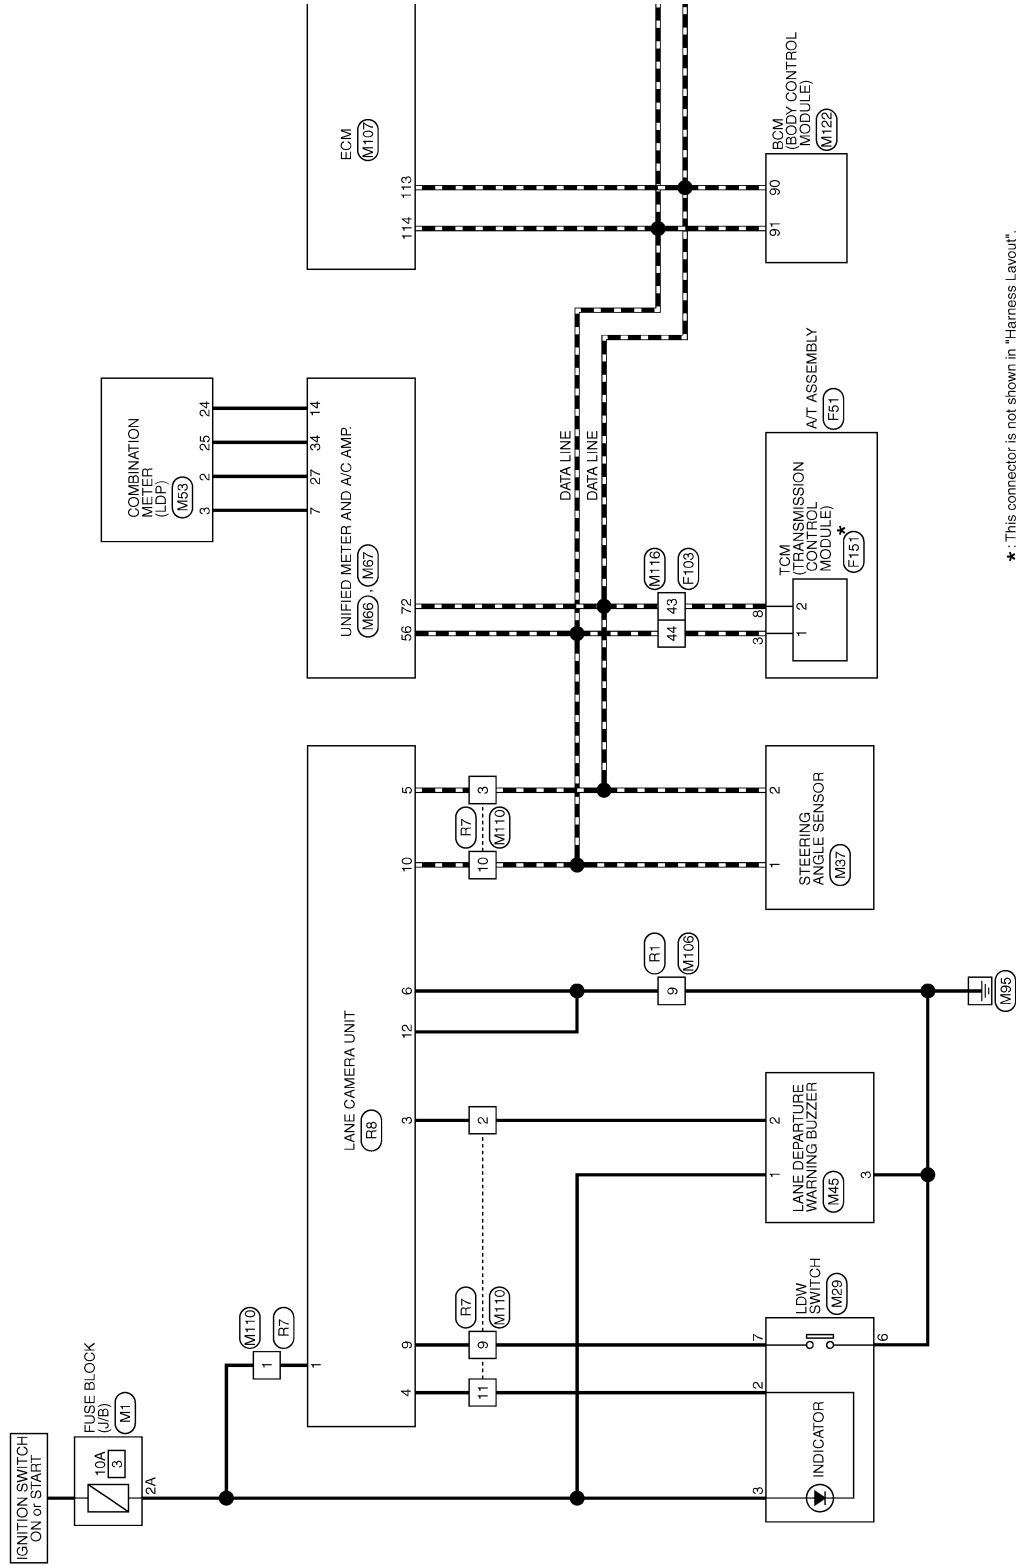 IGNITION SWITCH
ON or START
FUSE BLOCK
(J/B)
M1
10A
3
2A
M110
R7
1
1
LANE CAMERA UNIT
R8
4
9
3
12
6
10
5
R7
M110
11
9
2
R7
M110
10
3
R1
M106
9
3
2
7
INDICATOR
LDW
SWITCH
M29
6
1
2
LANE DEPARTURE
WARNING BUZZER
M45
3
M95
1
2
STEERING
ANGLE SENSOR
M37
COMBINATION
METER
(LDP)
M53
3
2
25
24
7
27
34
14
UNIFIED METER AND A/C AMP.
M66 , M67
56
72
DATA LINE
DATA LINE
M116
F103
44
43
3
8
1
2
TCM
(TRANSMISSION
CONTROL
MODULE)
F151
*
A/T ASSEMBLY
F51
ECM
M107
114
113
91
90
BCM
(BODY CONTROL
MODULE)
M122
* : This connector is not shown in "Harness Layout".